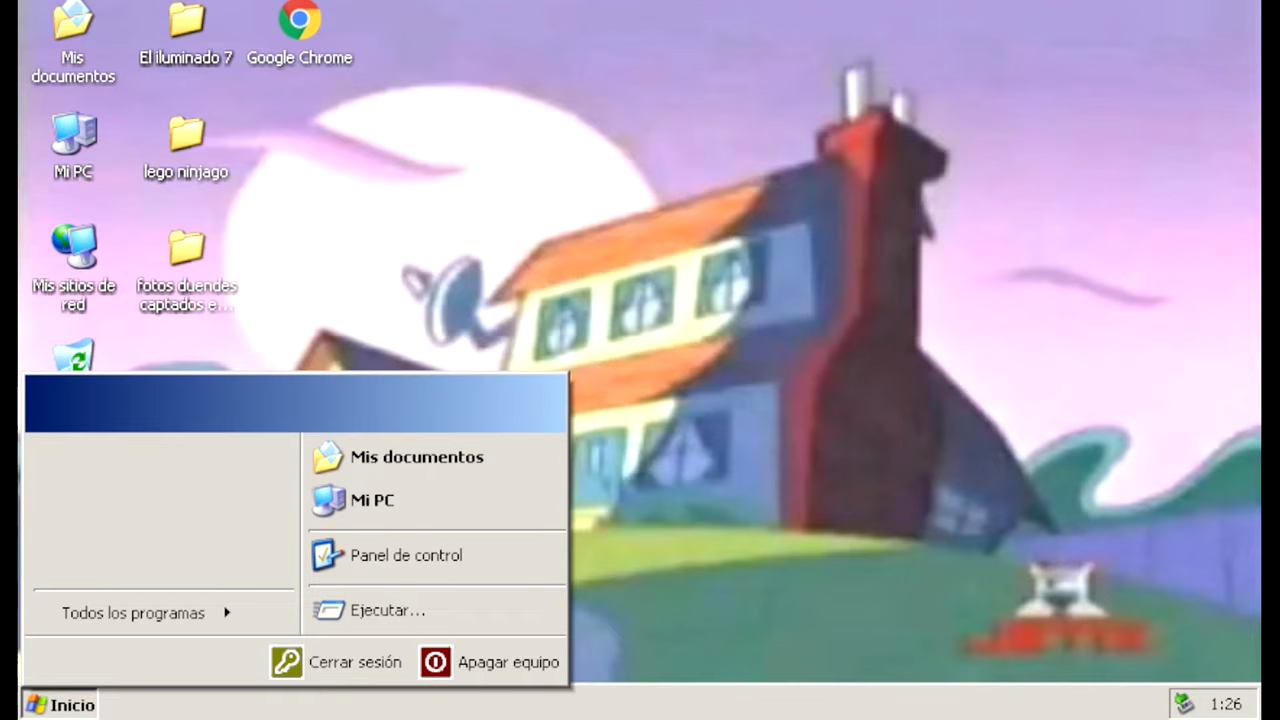 Mis
documentos
El iluminado 7
Google Chrome
Mi PC
lego ninjago
Mis sitios de
red
fotos duendes
captados e...
Mis documentos
Mi PC
Panel de control
Ejecutar...
Todos los programas
Cerrar sesión
Apagar equipo
Inicio
1:26